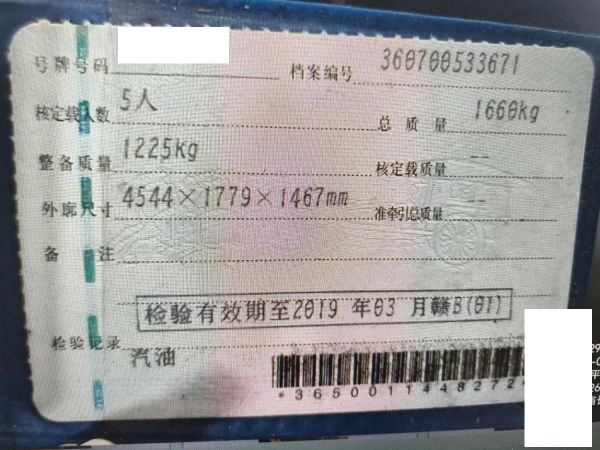 号牌号码 档案编号 360700533671
核定载人数 5人 总质量 1660kg
整备质量 1225kg 核定载质量 --
外廓尺寸 4544×1779×1467mm 准牵引总质量 --
备注
检验有效期至2019 年03 月赣B(01)
检验记录 汽油
*3650011448272